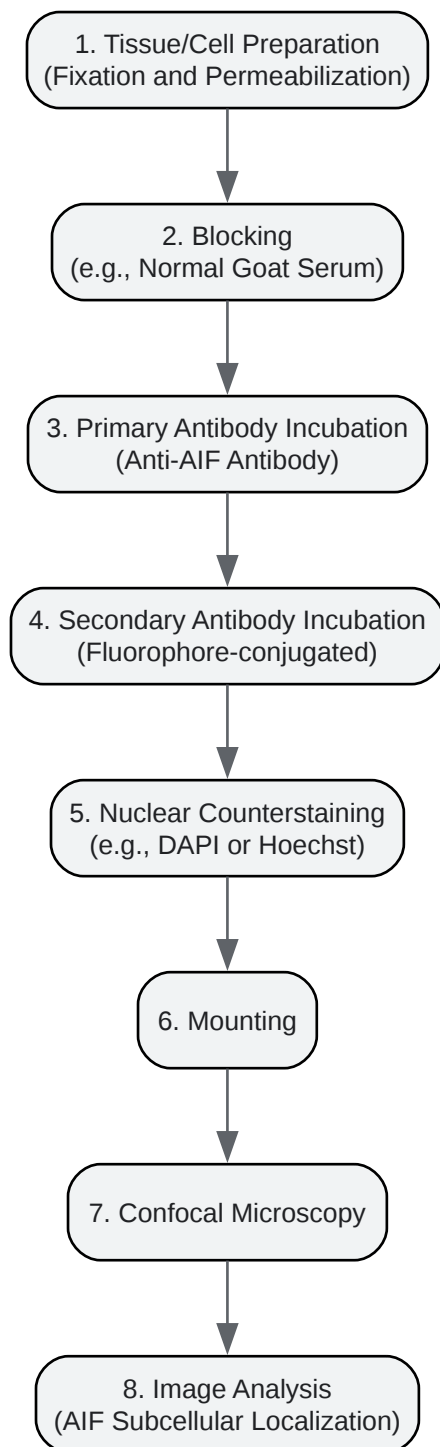 1. Tissue/Cell Preparation
(Fixation and Permeabilization)
2. Blocking
(e.g., Normal Goat Serum)
3. Primary Antibody Incubation
(Anti-AIF Antibody)
4. Secondary Antibody Incubation
(Fluorophore-conjugated)
5. Nuclear Counterstaining
(e.g., DAPI or Hoechst)
6. Mounting
7. Confocal Microscopy
8. Image Analysis
(AIF Subcellular Localization)